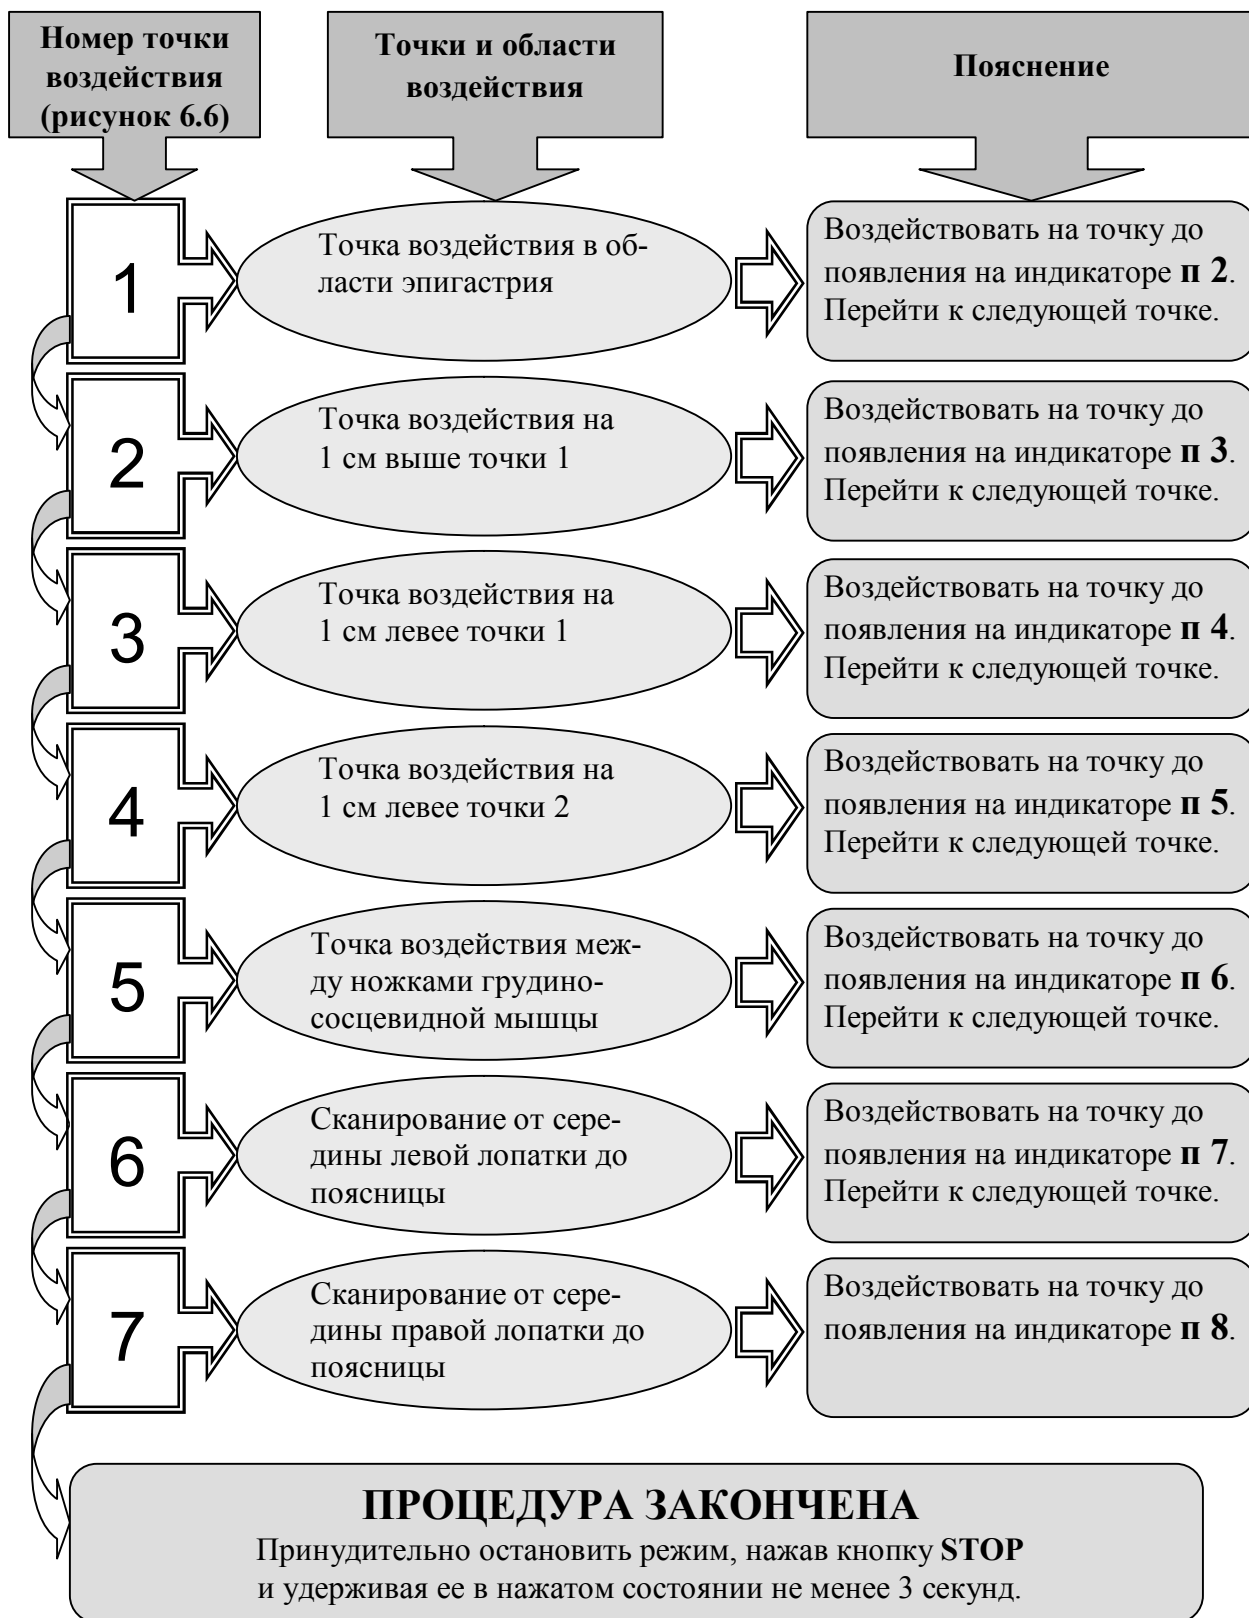 Номер точки
воздействия
(рисунок 6.6)
Точки и области
воздействия
Пояснение
1
Точка воздействия в об-
ласти эпигастрия
Воздействовать на точку до
появления на индикаторе п 2.
Перейти к следующей точке.
2
Точка воздействия на
1 см выше точки 1
Воздействовать на точку до
появления на индикаторе п 3.
Перейти к следующей точке.
3
Точка воздействия на
1 см левее точки 1
Воздействовать на точку до
появления на индикаторе п 4.
Перейти к следующей точке.
4
Точка воздействия на
1 см левее точки 2
Воздействовать на точку до
появления на индикаторе п 5.
Перейти к следующей точке.
5
Точка воздействия меж-
ду ножками грудино-
сосцевидной мышцы
Воздействовать на точку до
появления на индикаторе п 6.
Перейти к следующей точке.
6
Сканирование от сере-
дины левой лопатки до
поясницы
Воздействовать на точку до
появления на индикаторе п 7.
Перейти к следующей точке.
7
Сканирование от сере-
дины правой лопатки до
поясницы
Воздействовать на точку до
появления на индикаторе п 8.
ПРОЦЕДУРА ЗАКОНЧЕНА
Принудительно остановить режим, нажав кнопку STOP
и удерживая ее в нажатом состоянии не менее 3 секунд.